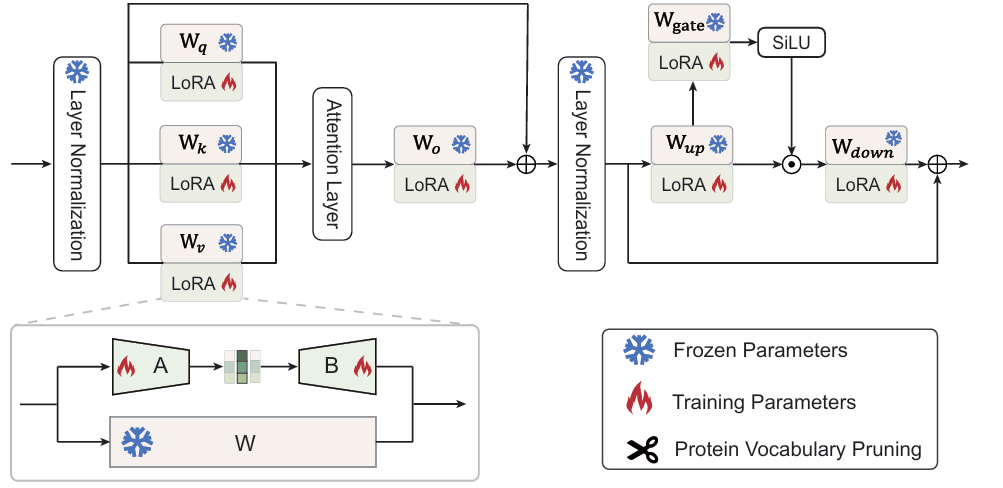 Layer Normalization
W_q
LoRA
W_k
LoRA
W_v
LoRA
Attention Layer
W_o
LoRA
Layer Normalization
W_gate
LoRA
SiLU
W_up
LoRA
W_down
LoRA
A
B
W
Frozen Parameters
Training Parameters
Protein Vocabulary Pruning